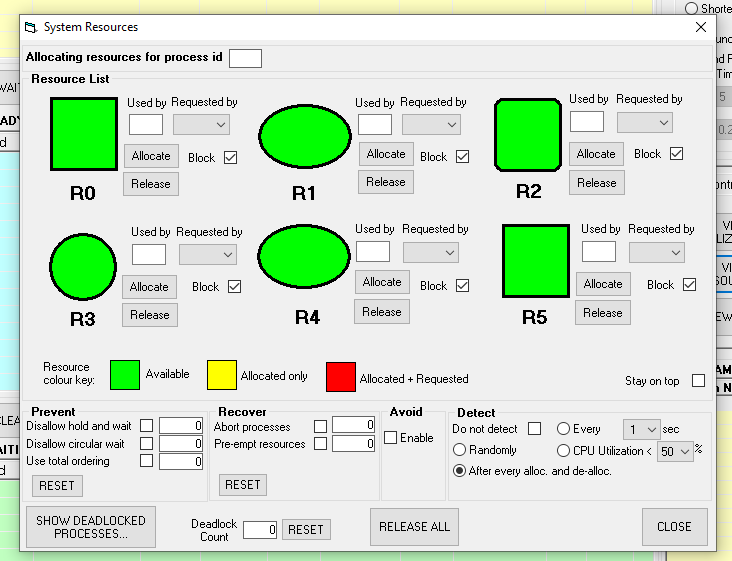 System Resources
Allocating resources for process id
Resource List
Used by Requested by
Allocate
Block
Release
R0
Used by Requested by
Allocate
Block
Release
R1
Used by Requested by
Allocate
Block
Release
R2
Used by Requested by
Allocate
Block
Release
R3
Used by Requested by
Allocate
Block
Release
R4
Used by Requested by
Allocate
Block
Release
R5
Resource
colour key:
Available
Allocated only
Allocated + Requested
Stay on top
Prevent
Disallow hold and wait 0
Disallow circular wait 0
Use total ordering 0
RESET
Recover
Abort processes 0
Pre-empt resources 0
RESET
Avoid
Enable
Detect
Do not detect
Every 1 sec
Randomly
CPU Utilization < 50 %
After every alloc. and de-alloc.
SHOW DEADLOCKED
PROCESSES...
Deadlock
Count
0
RESET
RELEASE ALL
CLOSE
Shorte